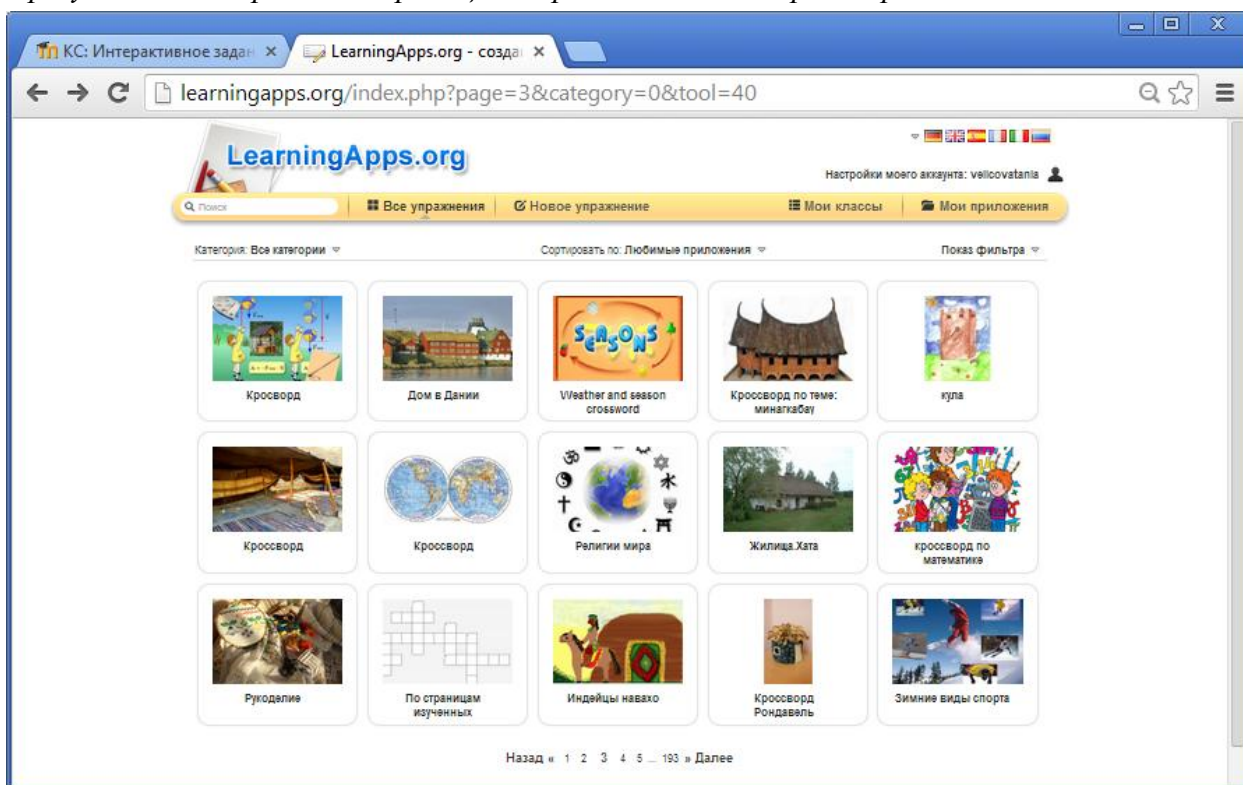 КС: Интерактивное задан
LearningApps.org - созда
learningapps.org/index.php?page=3&category=0&tool=40
LearningApps.org
Настройки моего аккаунта: velicovatania
Поиск
Все упражнения
Новое упражнение
Мои классы
Мои приложения
Категория: Все категории
Сортировать по: Любимые приложения
Показ фильтра
SEASONS
Кросворд
Дом в Дании
Weather and season crossword
Кроссворд по теме: минагкабау
кула
Кроссворд
Кроссворд
Религии мира
Жилища.Хата
кроссворд по математике
Рукоделие
По страницам изученных
Индейцы навахо
Кроссворд Рондавель
Зимние виды спорта
Назад « 1 2 3 4 5 ... 193 » Далее